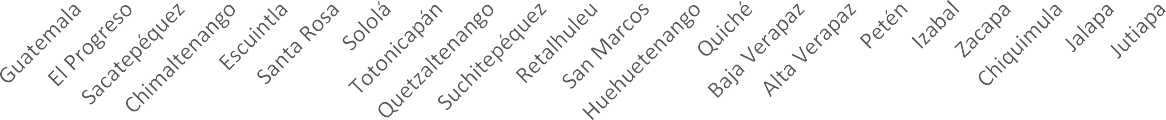 Guatemala
El Progreso
Sacatepéquez
Chimaltenango
Escuintla
Santa Rosa
Sololá
Totonicapán
Quetzaltenango
Suchitepéquez
Retalhuleu
San Marcos
Huehuetenango
Quiché
Baja Verapaz
Alta Verapaz
Petén
Izabal
Zacapa
Chiquimula
Jalapa
Jutiapa